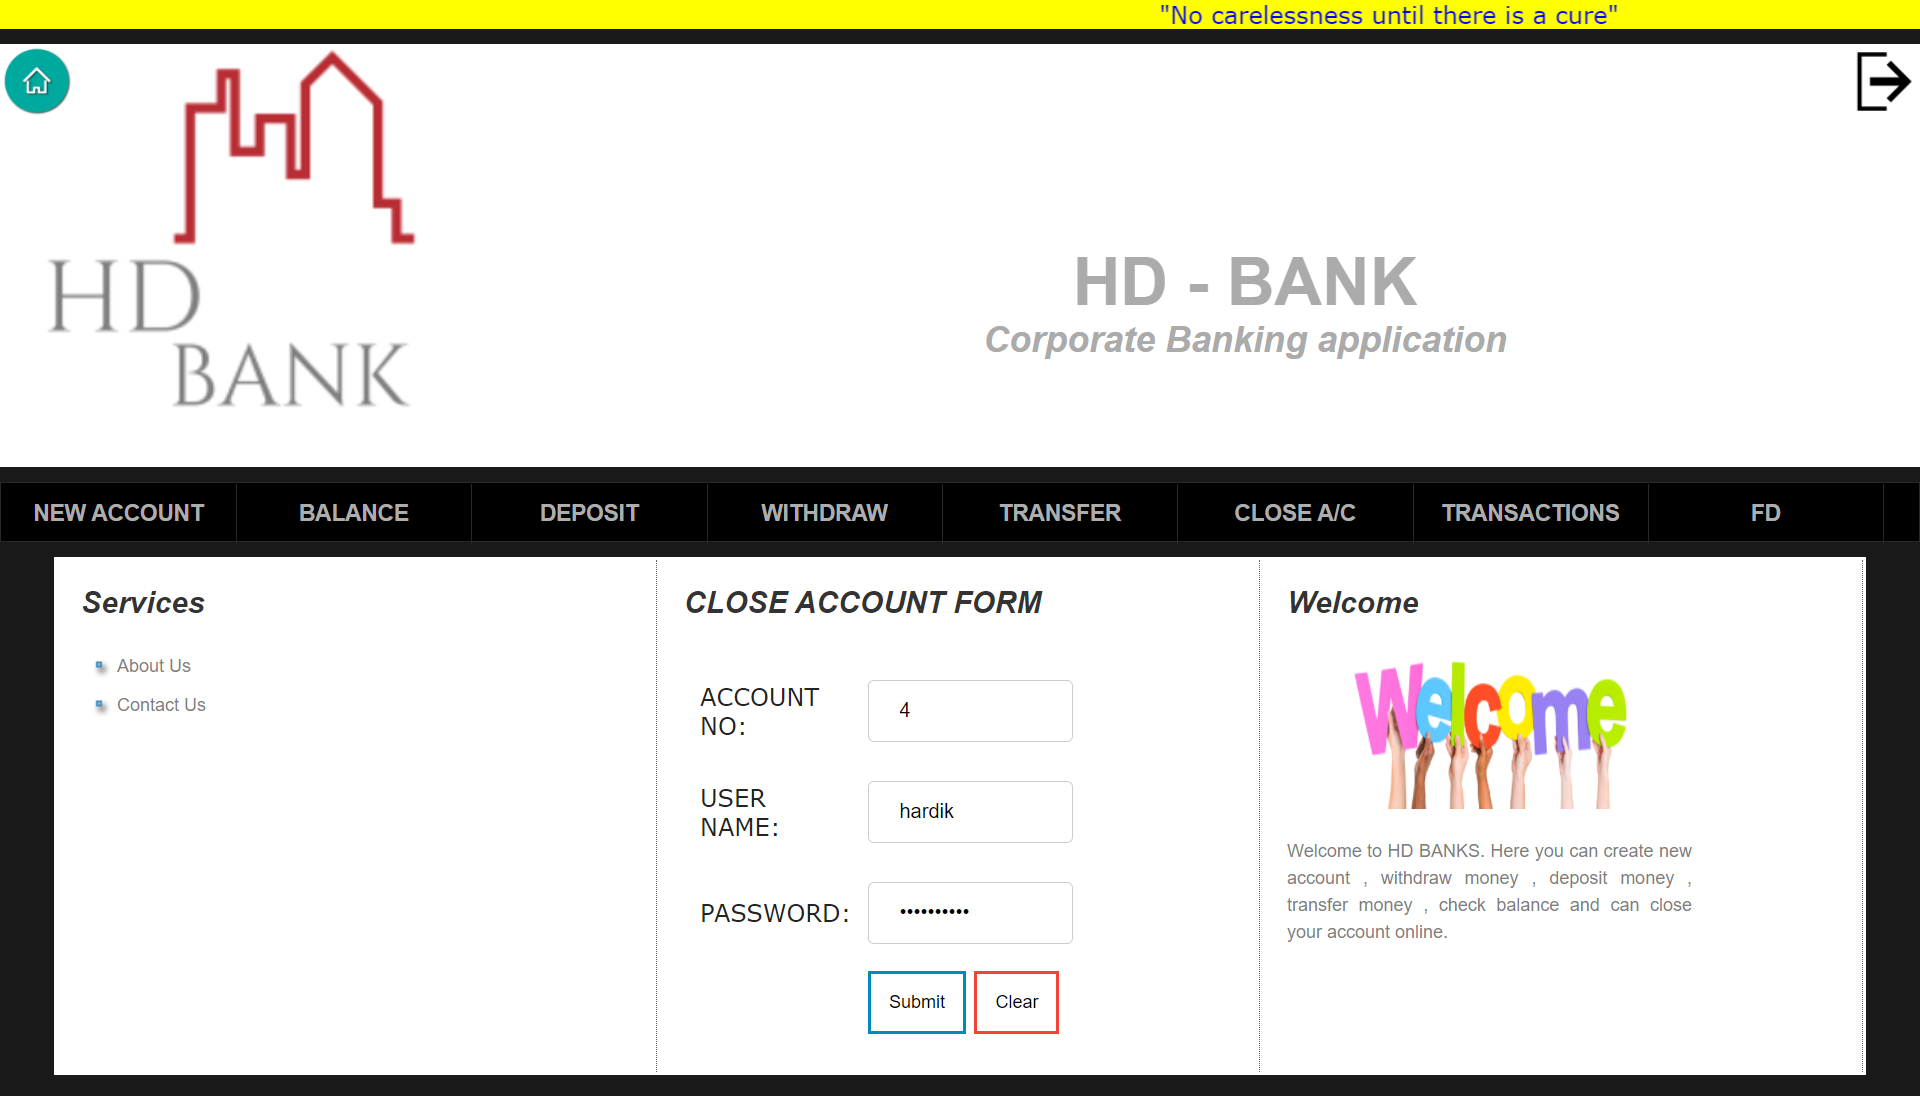 "No carelessness until there is a cure"
HD
BANK
HD - BANK
Corporate Banking application
NEW ACCOUNT
BALANCE
DEPOSIT
WITHDRAW
TRANSFER
CLOSE A/C
TRANSACTIONS
FD
Services
About Us
Contact Us
CLOSE ACCOUNT FORM
ACCOUNT
NO:
4
USER
NAME:
hardik
PASSWORD:
••••••••••
Submit
Clear
Welcome
Welcome
Welcome to HD BANKS. Here you can create new
account , withdraw money , deposit money ,
transfer money , check balance and can close
your account online.